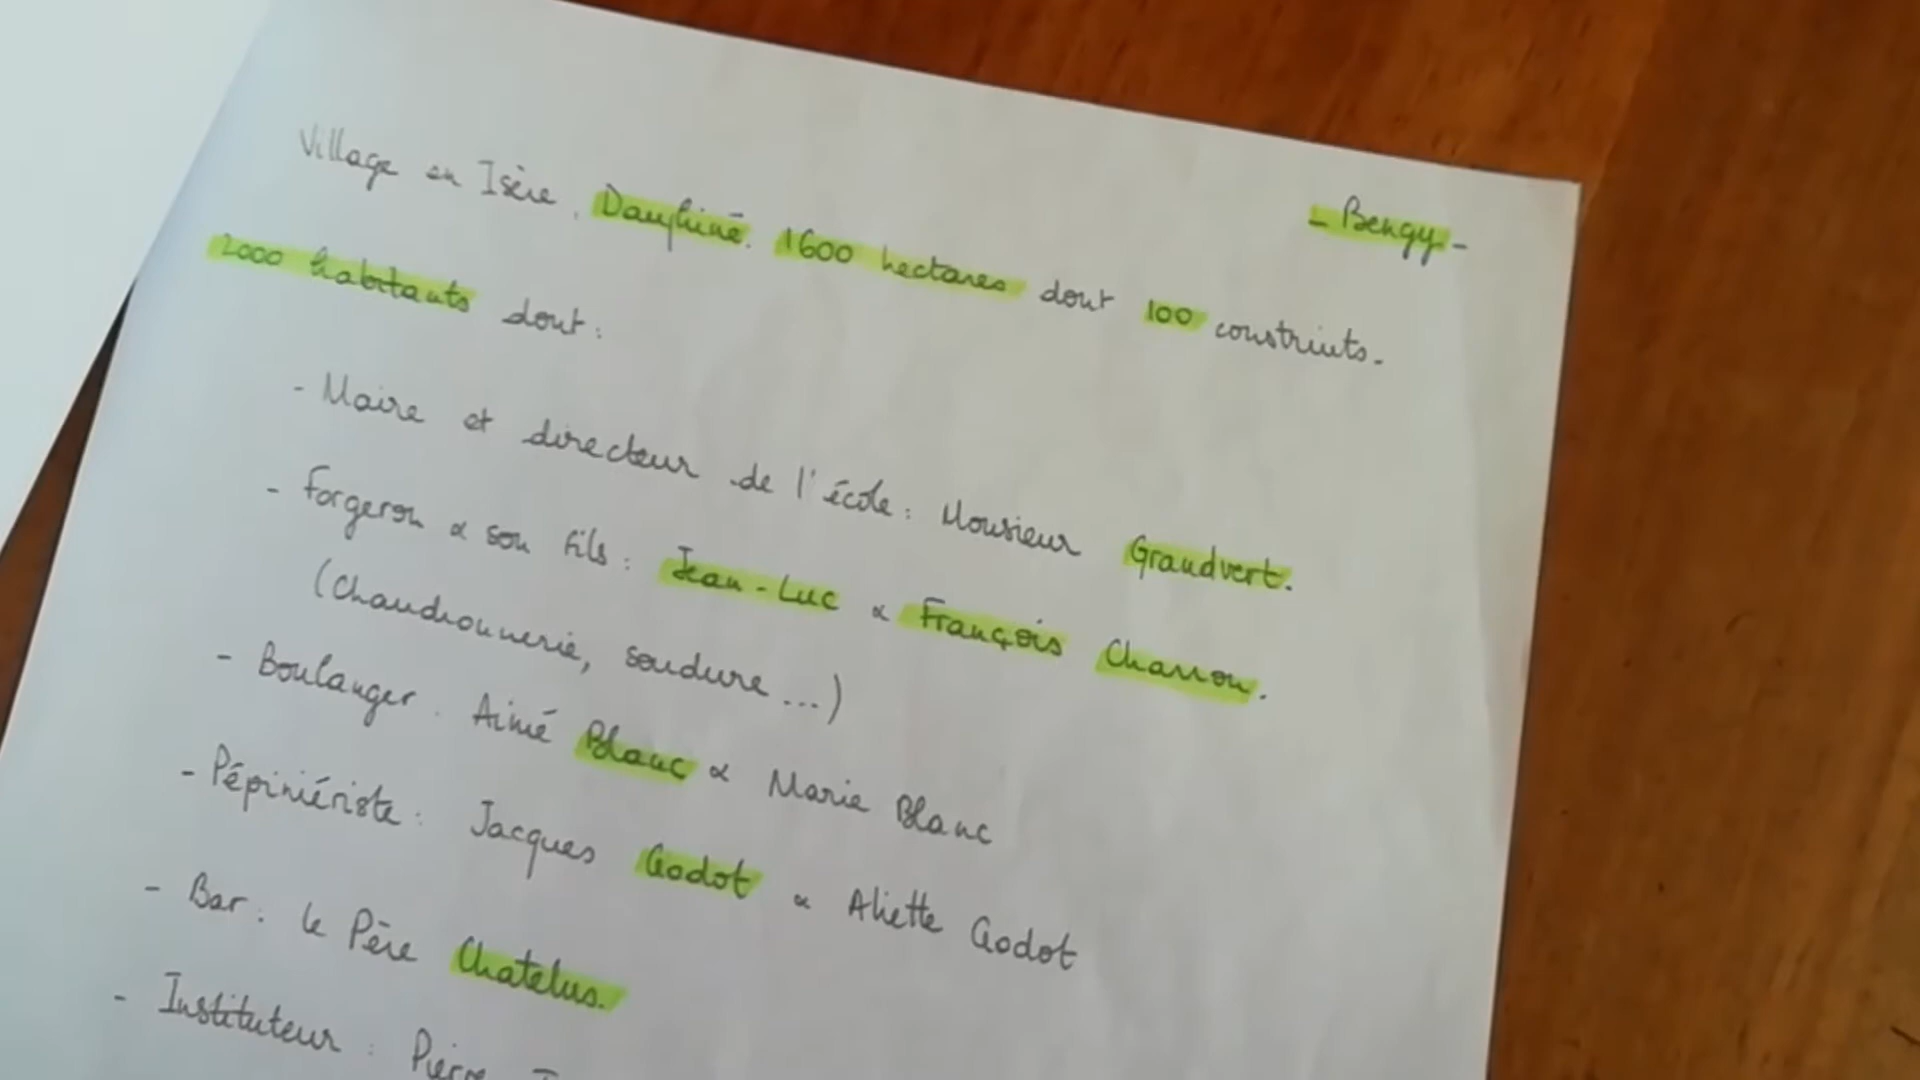 - Bengy -
Village en Isère, Dauphiné. 1600 hectares dont 100 construits.
2000 habitants dont :
- Maire et directeur de l'école : Monsieur Grandvert.
- Forgeron & son fils : Jean-Luc & François Charron.
(Chaudronnerie, soudure ...)
- Boulanger : Aimé Blanc & Marie Blanc
- Pépiniériste : Jacques Godot & Aliette Godot
- Bar : le Père Chatelus.
- Instituteur : Pierre